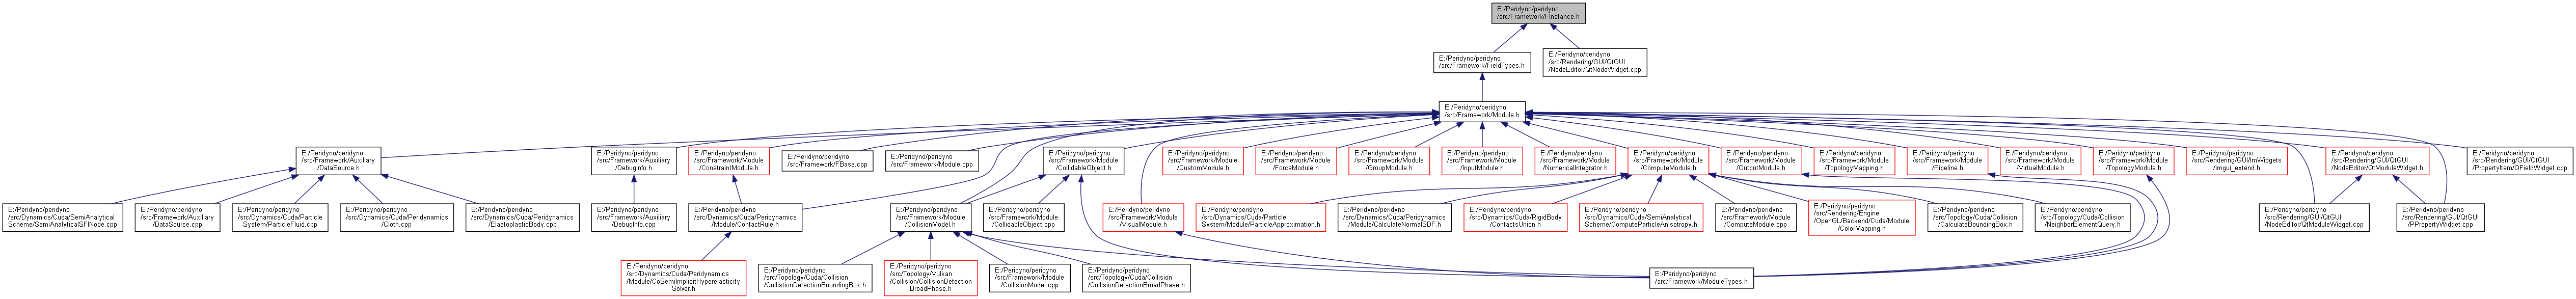 E:/Peridyno/peridyno
/src/Framework/FInstance.h
E:/Peridyno/peridyno
/src/Framework/FieldTypes.h
E:/Peridyno/peridyno
/src/Rendering/GUI/QtGUI
/NodeEditor/QtNodeWidget.cpp
E:/Peridyno/peridyno
/src/Framework/Module.h
E:/Peridyno/peridyno
/src/Framework/Auxiliary
/DataSource.h
E:/Peridyno/peridyno
/src/Framework/Auxiliary
/DebugInfo.h
E:/Peridyno/peridyno
/src/Framework/Module
/ConstraintModule.h
E:/Peridyno/peridyno
/src/Framework/FBase.cpp
E:/Peridyno/peridyno
/src/Framework/Module.cpp
E:/Peridyno/peridyno
/src/Framework/Module
/CollidableObject.h
E:/Peridyno/peridyno
/src/Framework/Module
/CustomModule.h
E:/Peridyno/peridyno
/src/Framework/Module
/ForceModule.h
E:/Peridyno/peridyno
/src/Framework/Module
/GroupModule.h
E:/Peridyno/peridyno
/src/Framework/Module
/InputModule.h
E:/Peridyno/peridyno
/src/Framework/Module
/NumericalIntegrator.h
E:/Peridyno/peridyno
/src/Framework/Module
/ComputeModule.h
E:/Peridyno/peridyno
/src/Framework/Module
/OutputModule.h
E:/Peridyno/peridyno
/src/Framework/Module
/TopologyMapping.h
E:/Peridyno/peridyno
/src/Framework/Module
/Pipeline.h
E:/Peridyno/peridyno
/src/Framework/Module
/VirtualModule.h
E:/Peridyno/peridyno
/src/Framework/Module
/TopologyModule.h
E:/Peridyno/peridyno
/src/Rendering/GUI/ImWidgets
/imgui_extend.h
E:/Peridyno/peridyno
/src/Rendering/GUI/QtGUI
/NodeEditor/QtModuleWidget.h
E:/Peridyno/peridyno
/src/Rendering/GUI/QtGUI
/PropertyItem/QFieldWidget.cpp
E:/Peridyno/peridyno
/src/Dynamics/Cuda/SemiAnalytical
Scheme/SemiAnalyticalSFINode.cpp
E:/Peridyno/peridyno
/src/Framework/Auxiliary
/DataSource.cpp
E:/Peridyno/peridyno
/src/Dynamics/Cuda/Particle
System/ParticleFluid.cpp
E:/Peridyno/peridyno
/src/Dynamics/Cuda/Peridynamics
/Cloth.cpp
E:/Peridyno/peridyno
/src/Dynamics/Cuda/Peridynamics
/ElastoplasticBody.cpp
E:/Peridyno/peridyno
/src/Framework/Auxiliary
/DebugInfo.cpp
E:/Peridyno/peridyno
/src/Dynamics/Cuda/Peridynamics
/Module/ContactRule.h
E:/Peridyno/peridyno
/src/Framework/Module
/CollisionModel.h
E:/Peridyno/peridyno
/src/Framework/Module
/CollidableObject.cpp
E:/Peridyno/peridyno
/src/Framework/Module
/VisualModule.h
E:/Peridyno/peridyno
/src/Dynamics/Cuda/Particle
System/Module/ParticleApproximation.h
E:/Peridyno/peridyno
/src/Dynamics/Cuda/Peridynamics
/Module/CalculateNormalSDF.h
E:/Peridyno/peridyno
/src/Dynamics/Cuda/RigidBody
/ContactsUnion.h
E:/Peridyno/peridyno
/src/Dynamics/Cuda/SemiAnalytical
Scheme/ComputeParticleAnisotropy.h
E:/Peridyno/peridyno
/src/Framework/Module
/ComputeModule.cpp
E:/Peridyno/peridyno
/src/Rendering/Engine
/OpenGL/Backend/Cuda/Module
/ColorMapping.h
E:/Peridyno/peridyno
/src/Topology/Cuda/Collision
/CalculateBoundingBox.h
E:/Peridyno/peridyno
/src/Topology/Cuda/Collision
/NeighborElementQuery.h
E:/Peridyno/peridyno
/src/Rendering/GUI/QtGUI
/NodeEditor/QtModuleWidget.cpp
E:/Peridyno/peridyno
/src/Rendering/GUI/QtGUI
/PPropertyWidget.cpp
E:/Peridyno/peridyno
/src/Dynamics/Cuda/Peridynamics
/Module/CoSemiImplicitHyperelasticity
Solver.h
E:/Peridyno/peridyno
/src/Topology/Cuda/Collision
/CollistionDetectionBoundingBox.h
E:/Peridyno/peridyno
/src/Topology/Vulkan
/Collision/CollisionDetection
BroadPhase.h
E:/Peridyno/peridyno
/src/Framework/Module
/CollisionModel.cpp
E:/Peridyno/peridyno
/src/Topology/Cuda/Collision
/CollisionDetectionBroadPhase.h
E:/Peridyno/peridyno
/src/Framework/ModuleTypes.h